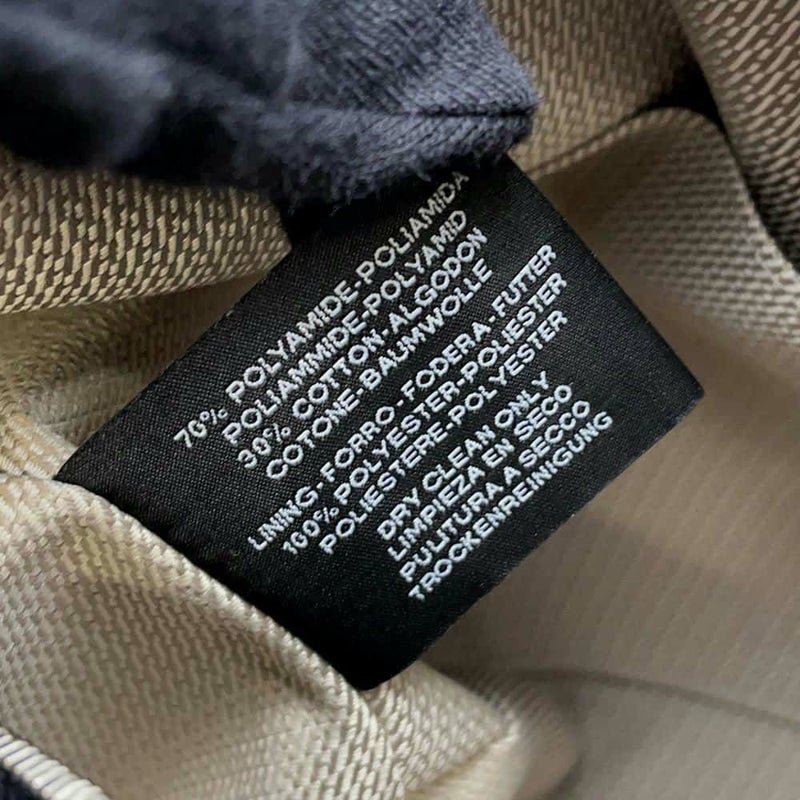 70% POLYAMIDE-POLIAMIDA
POLIAMMIDE-POLYAMID
30% COTTON-ALGODON
COTONE-BAUMWOLLE
LINING-FORRO-FODERA-FUTTER
100% POLYESTER-POLIESTER
POLIESTERE-POLYESTER
DRY CLEAN ONLY
LIMPIEZA EN SECO
PULITURA A SECCO
TROCKENREINIGUNG